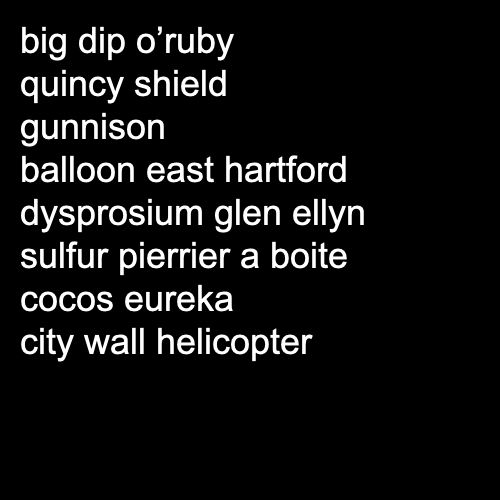 big dip o’ruby
quincy shield
gunnison
balloon east hartford
dysprosium glen ellyn
sulfur pierrier a boite
cocos eureka
city wall helicopter